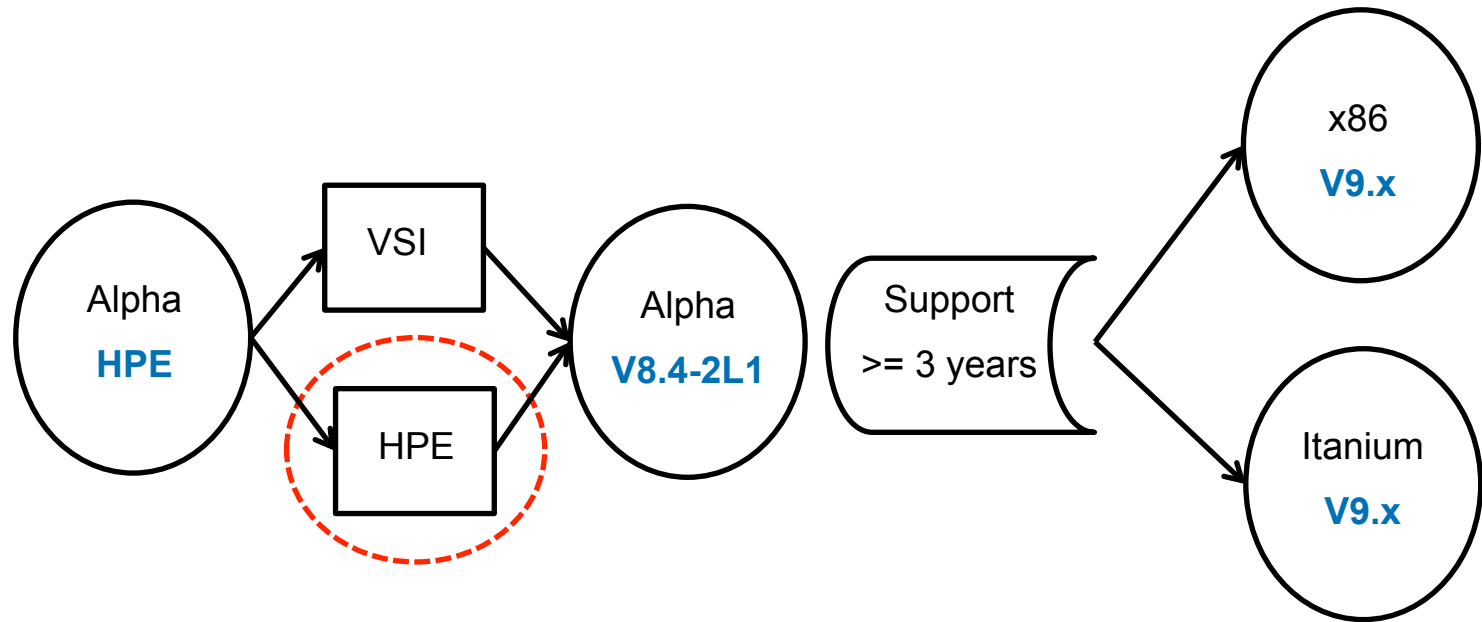 Alpha
HPE
VSI
HPE
Alpha
V8.4-2L1
Support
>= 3 years
x86
V9.x
Itanium
V9.x